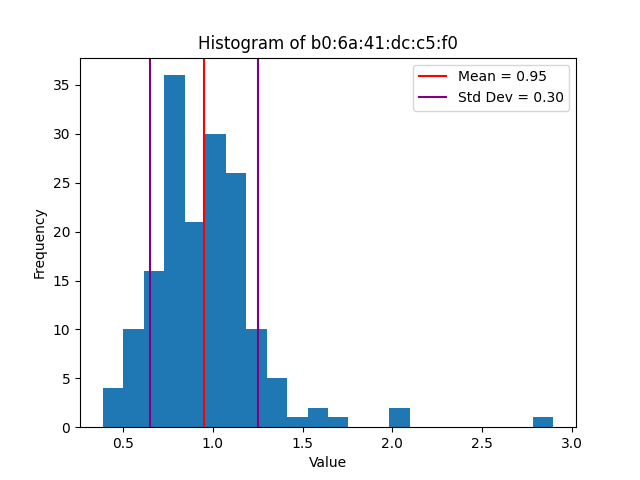 Histogram of b0:6a:41:dc:c5:f0
Mean = 0.95
Std Dev = 0.30
Frequency
35
30
25
20
15
10
5
0
0.5 1.0 1.5 2.0 2.5 3.0
Value